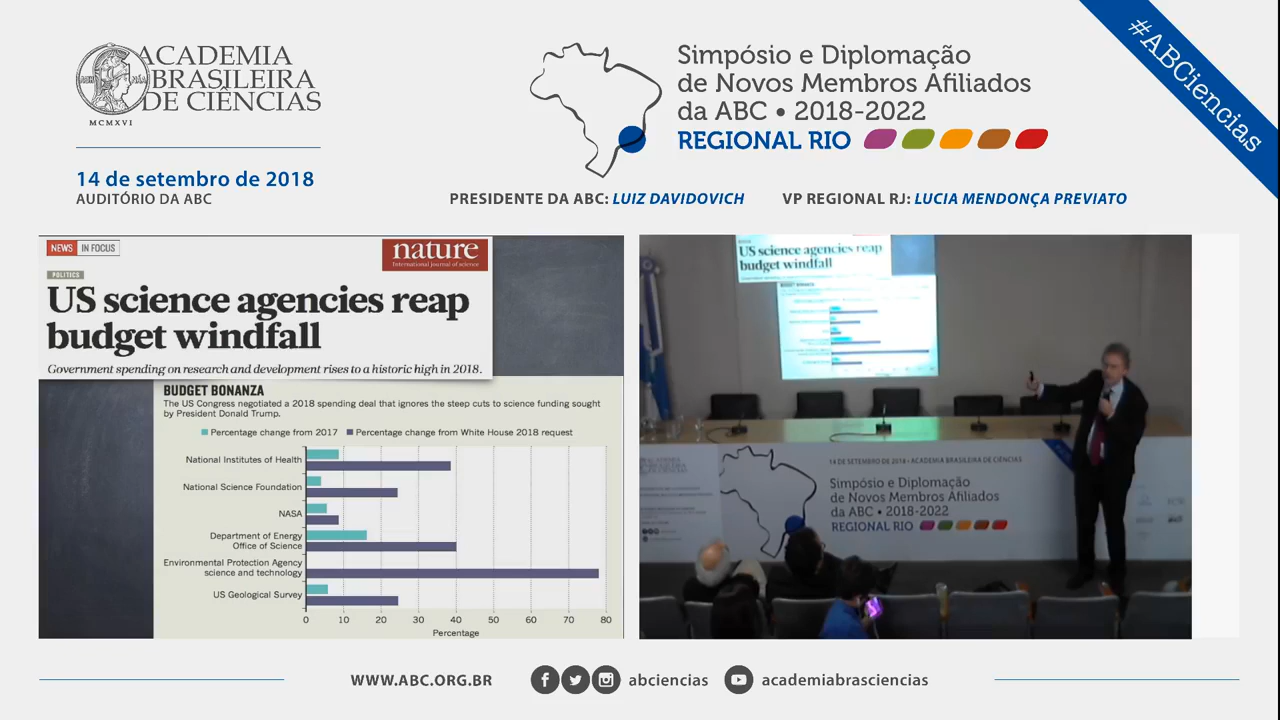 ACADEMIA
BRASILEIRA
DE CIÊNCIAS
MCMXVI
14 de setembro de 2018
AUDITÓRIO DA ABC
Simpósio e Diplomação
de Novos Membros Afiliados
da ABC • 2018-2022
REGIONAL RIO
PRESIDENTE DA ABC: LUIZ DAVIDOVICH
VP REGIONAL RJ: LUCIA MENDONÇA PREVIATO
#ABCiencias
NEWS IN FOCUS
nature
International journal of science
POLITICS
US science agencies reap
budget windfall
Government spending on research and development rises to a historic high in 2018.
BUDGET BONANZA
The US Congress negotiated a 2018 spending deal that ignores the steep cuts to science funding sought
by President Donald Trump.
Percentage change from 2017
Percentage change from White House 2018 request
National Institutes of Health
National Science Foundation
NASA
Department of Energy
Office of Science
Environmental Protection Agency
science and technology
US Geological Survey
0 10 20 30 40 50 60 70 80
Percentage
US science agencies reap
budget windfall
BUDGET BONANZA
14 DE SETEMBRO DE 2018 • ACADEMIA BRASILEIRA DE CIÊNCIAS
Simpósio e Diplomação
de Novos Membros Afiliados
da ABC • 2018-2022
REGIONAL RIO
WWW.ABC.ORG.BR
abciencias
academiabrasciencias